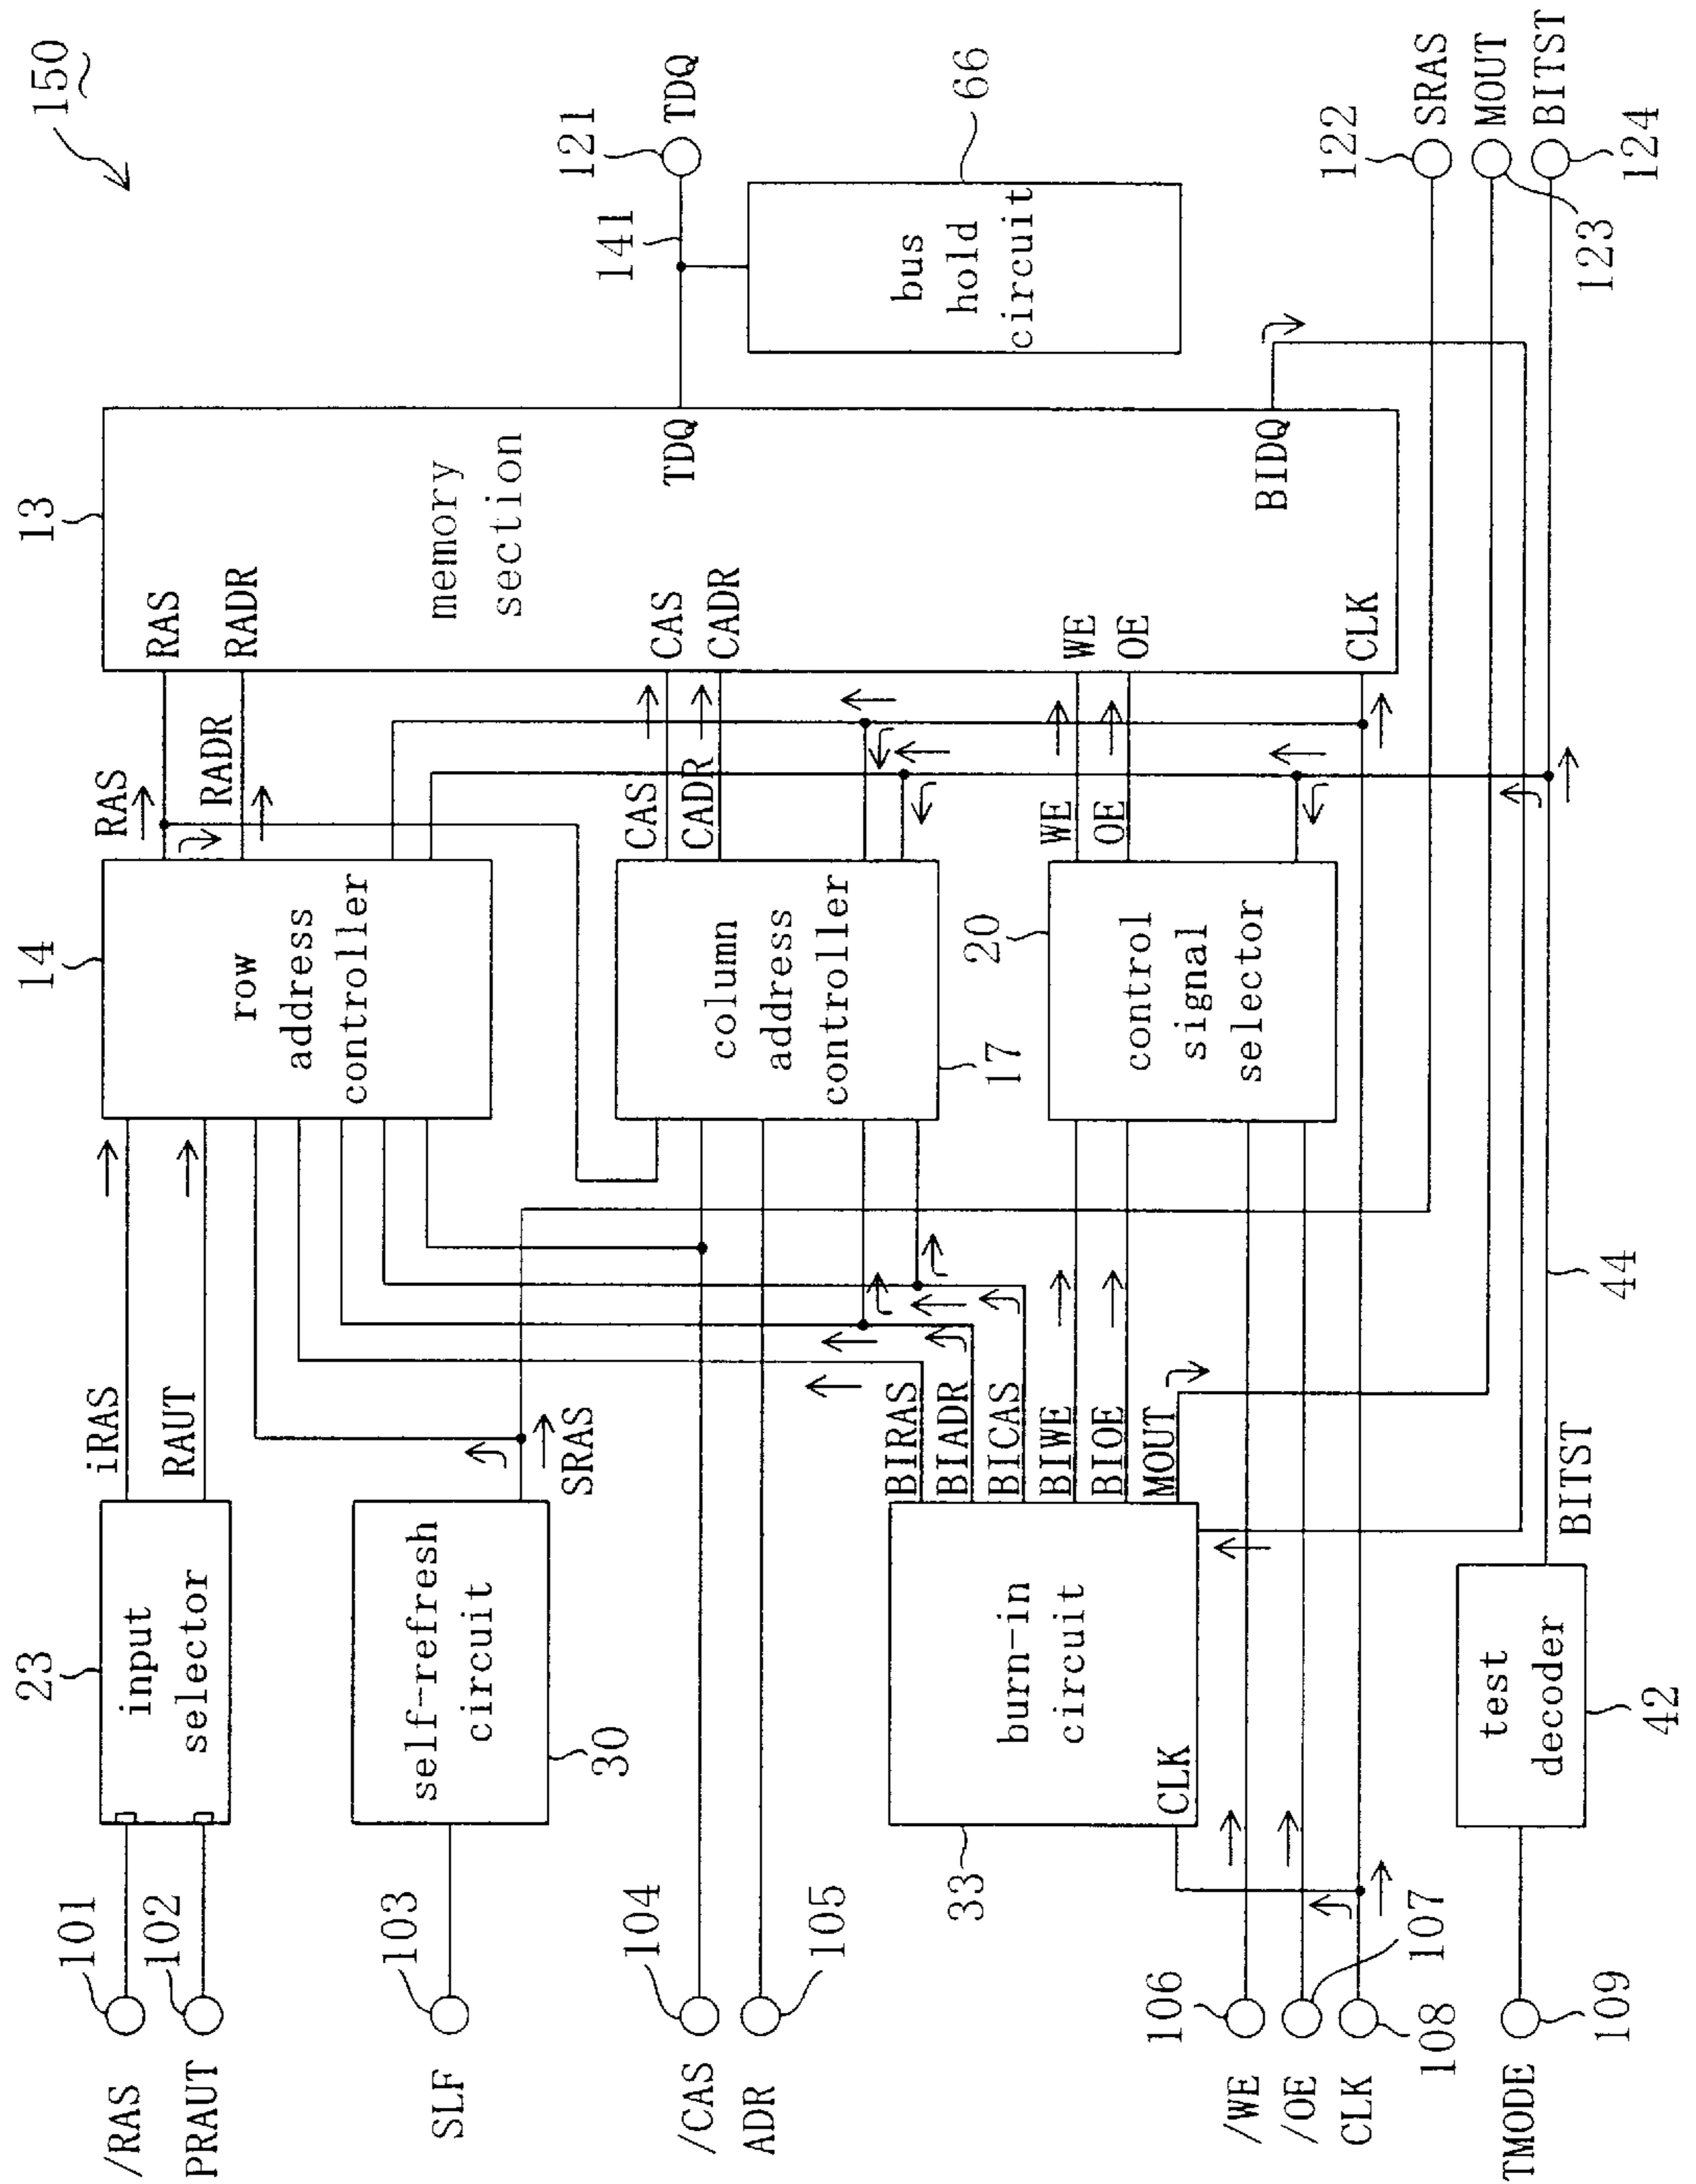 150
/RAS
101
PRAUT
102
23
input
selector
iRAS
RAUT
14
row
address
controller
RAS
RADR
13
RAS
RADR
memory
section
TDQ
141
121
TDQ
66
bus
hold
circuit
SLF
103
self-refresh
circuit
30
SRAS
/CAS
104
ADR
105
column
address
controller
17
CAS
CADR
CAS
CADR
33
burn-in
circuit
CLK
BIRAS
BIADR
BICAS
BIWE
BIOE
MOUT
20
control
signal
selector
WE
OE
WE
OE
CLK
BIDQ
/WE
106
/OE
107
CLK
108
TMODE
109
test
decoder
42
BITST
44
122
SRAS
MOUT
123
BITST
124